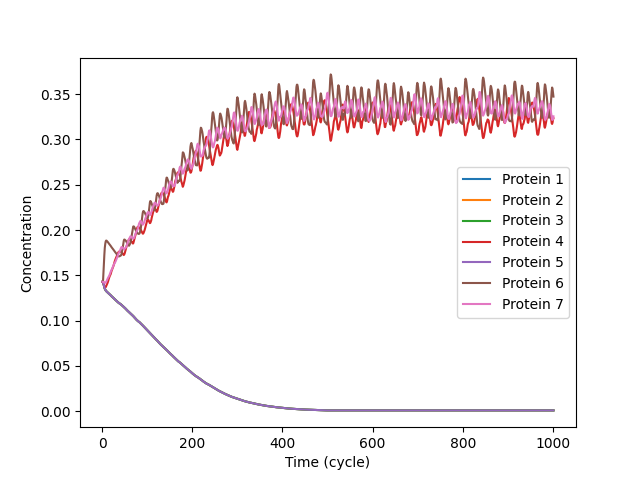 0.35
0.30
0.25
0.20
0.15
0.10
0.05
0.00
Concentration
Protein 1
Protein 2
Protein 3
Protein 4
Protein 5
Protein 6
Protein 7
0 200 400 600 800 1000
Time (cycle)